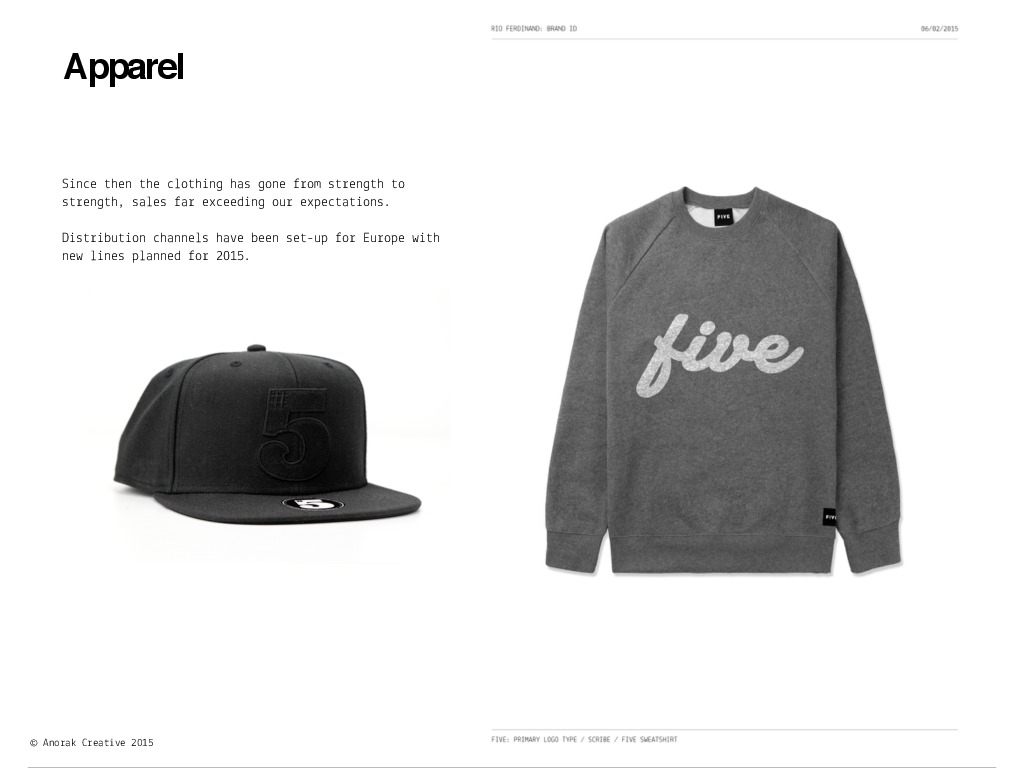 Apparel
Since then the clothing has gone from strength to
strength, sales far exceeding our expectations.
Distribution channels have been set-up for Europe with
new lines planned for 2015.
#5
5
© Anorak Creative 2015
RIO FERDINAND: BRAND ID
06/02/2015
FIVE
five
FIVE
FIVE: PRIMARY LOGO TYPE / SCRIBE / FIVE SWEATSHIRT